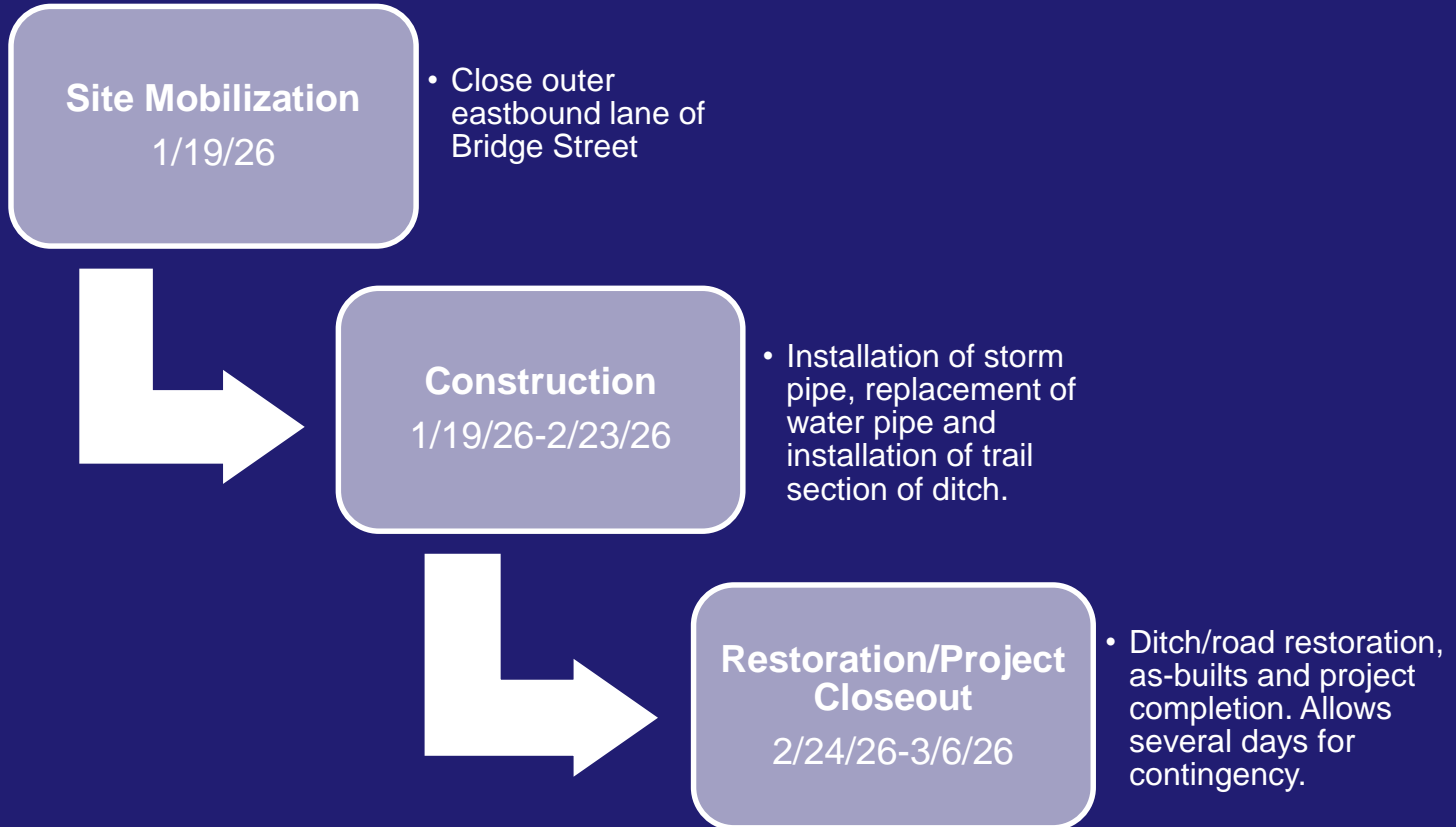 Site Mobilization
1/19/26
• Close outer
eastbound lane of
Bridge Street
Construction
1/19/26-2/23/26
• Installation of storm
pipe, replacement of
water pipe and
installation of trail
section of ditch.
Restoration/Project
Closeout
2/24/26-3/6/26
• Ditch/road restoration,
as-builts and project
completion. Allows
several days for
contingency.